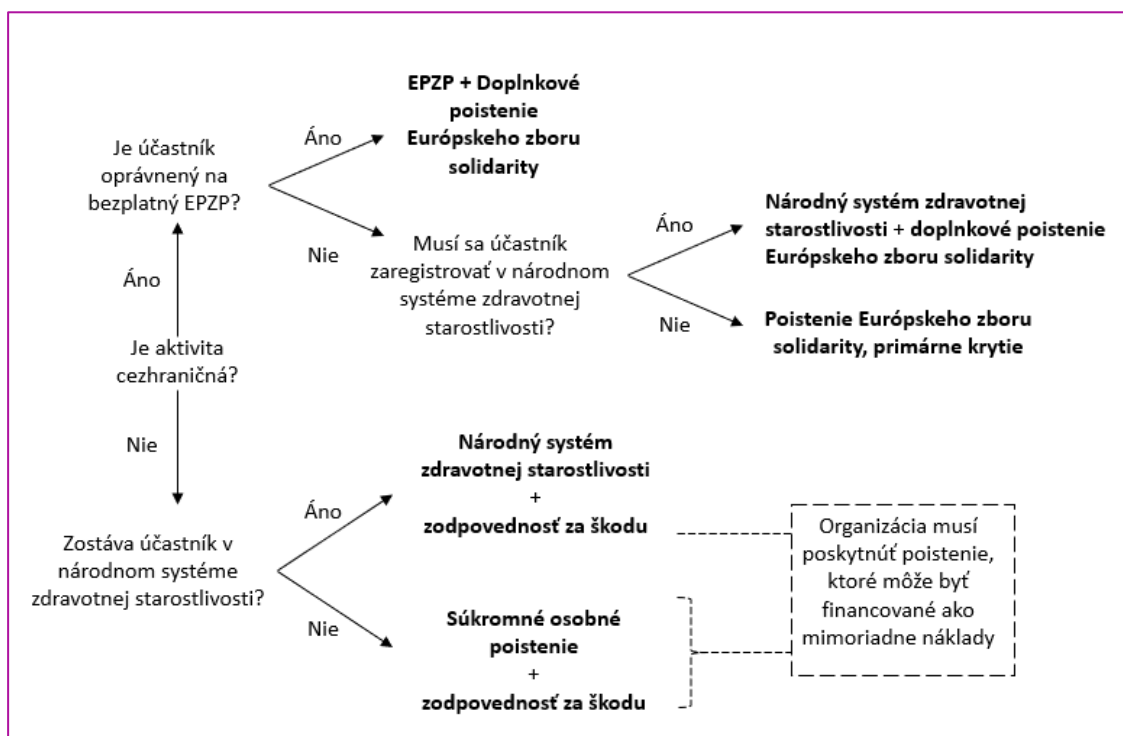 EPZP + Doplnkové
poistenie
Európskeho zboru
solidarity
Áno
Je účastník
oprávnený na
bezplatný EPZP?
Nie
Musí sa účastník
zaregistrovať v národnom
systéme zdravotnej
starostlivosti?
Áno
Národný systém zdravotnej
starostlivosti + doplnkové poistenie
Európskeho zboru solidarity
Nie
Poistenie Európskeho zboru
solidarity, primárne krytie
Áno
Je aktivita
cezhraničná?
Nie
Zostáva účastník v
národnom systéme
zdravotnej starostlivosti?
Áno
Národný systém
zdravotnej starostlivosti
+
zodpovednosť za škodu
Nie
Súkromné osobné
poistenie
+
zodpovednosť za škodu
Organizácia musí
poskytnúť poistenie,
ktoré môže byť
financované ako
mimoriadne náklady